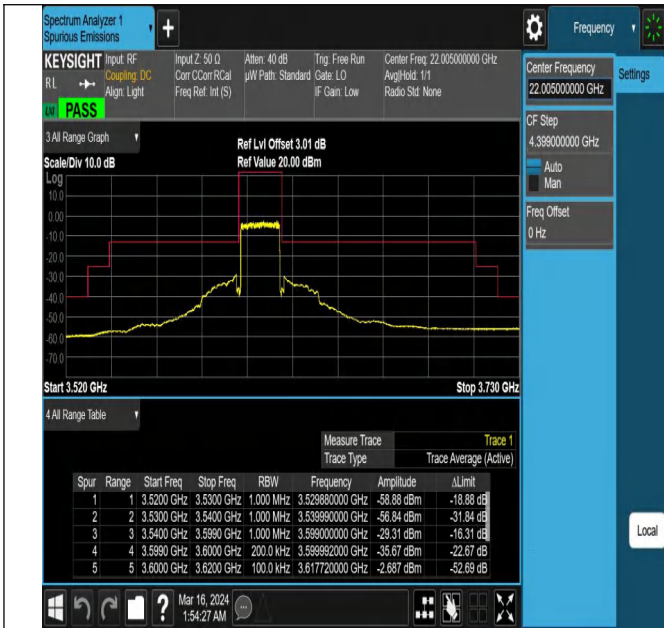 Spectrum Analyzer 1
Spurious Emissions
Frequency
KEYSIGHT Input: RF Input Z: 50 Ω Atten: 40 dB Trig: Free Run Center Freq: 22.005000000 GHz
RL Coupling: DC Corr CCorr RCal µW Path: Standard Gate: LO Avg|Hold: 1/1
Align: Light Freq Ref: Int (S) IF Gain: Low Radio Std: None
PASS
3 All Range Graph
Ref Lvl Offset 3.01 dB
Scale/Div 10.0 dB Ref Value 20.00 dBm
Log
10.0
0.00
-10.0
-20.0
-30.0
-40.0
-50.0
-60.0
-70.0
Start 3.520 GHz Stop 3.730 GHz
4 All Range Table
Measure Trace Trace 1
Trace Type Trace Average (Active)
Spur Range Start Freq Stop Freq RBW Frequency Amplitude ΔLimit
1 1 3.5200 GHz 3.5300 GHz 1.000 MHz 3.529880000 GHz -58.88 dBm -18.88 dB
2 2 3.5300 GHz 3.5400 GHz 1.000 MHz 3.539990000 GHz -56.84 dBm -31.84 dB
3 3 3.5400 GHz 3.5990 GHz 1.000 MHz 3.599000000 GHz -29.31 dBm -16.31 dB
4 4 3.5990 GHz 3.6000 GHz 200.0 kHz 3.599992000 GHz -35.67 dBm -22.67 dB
5 5 3.6000 GHz 3.6200 GHz 100.0 kHz 3.617720000 GHz -2.687 dBm -52.69 dB
Mar 16, 2024
1:54:27 AM
Center Frequency
22.005000000 GHz
Settings
CF Step
4.399000000 GHz
Auto
Man
Freq Offset
0 Hz
Local